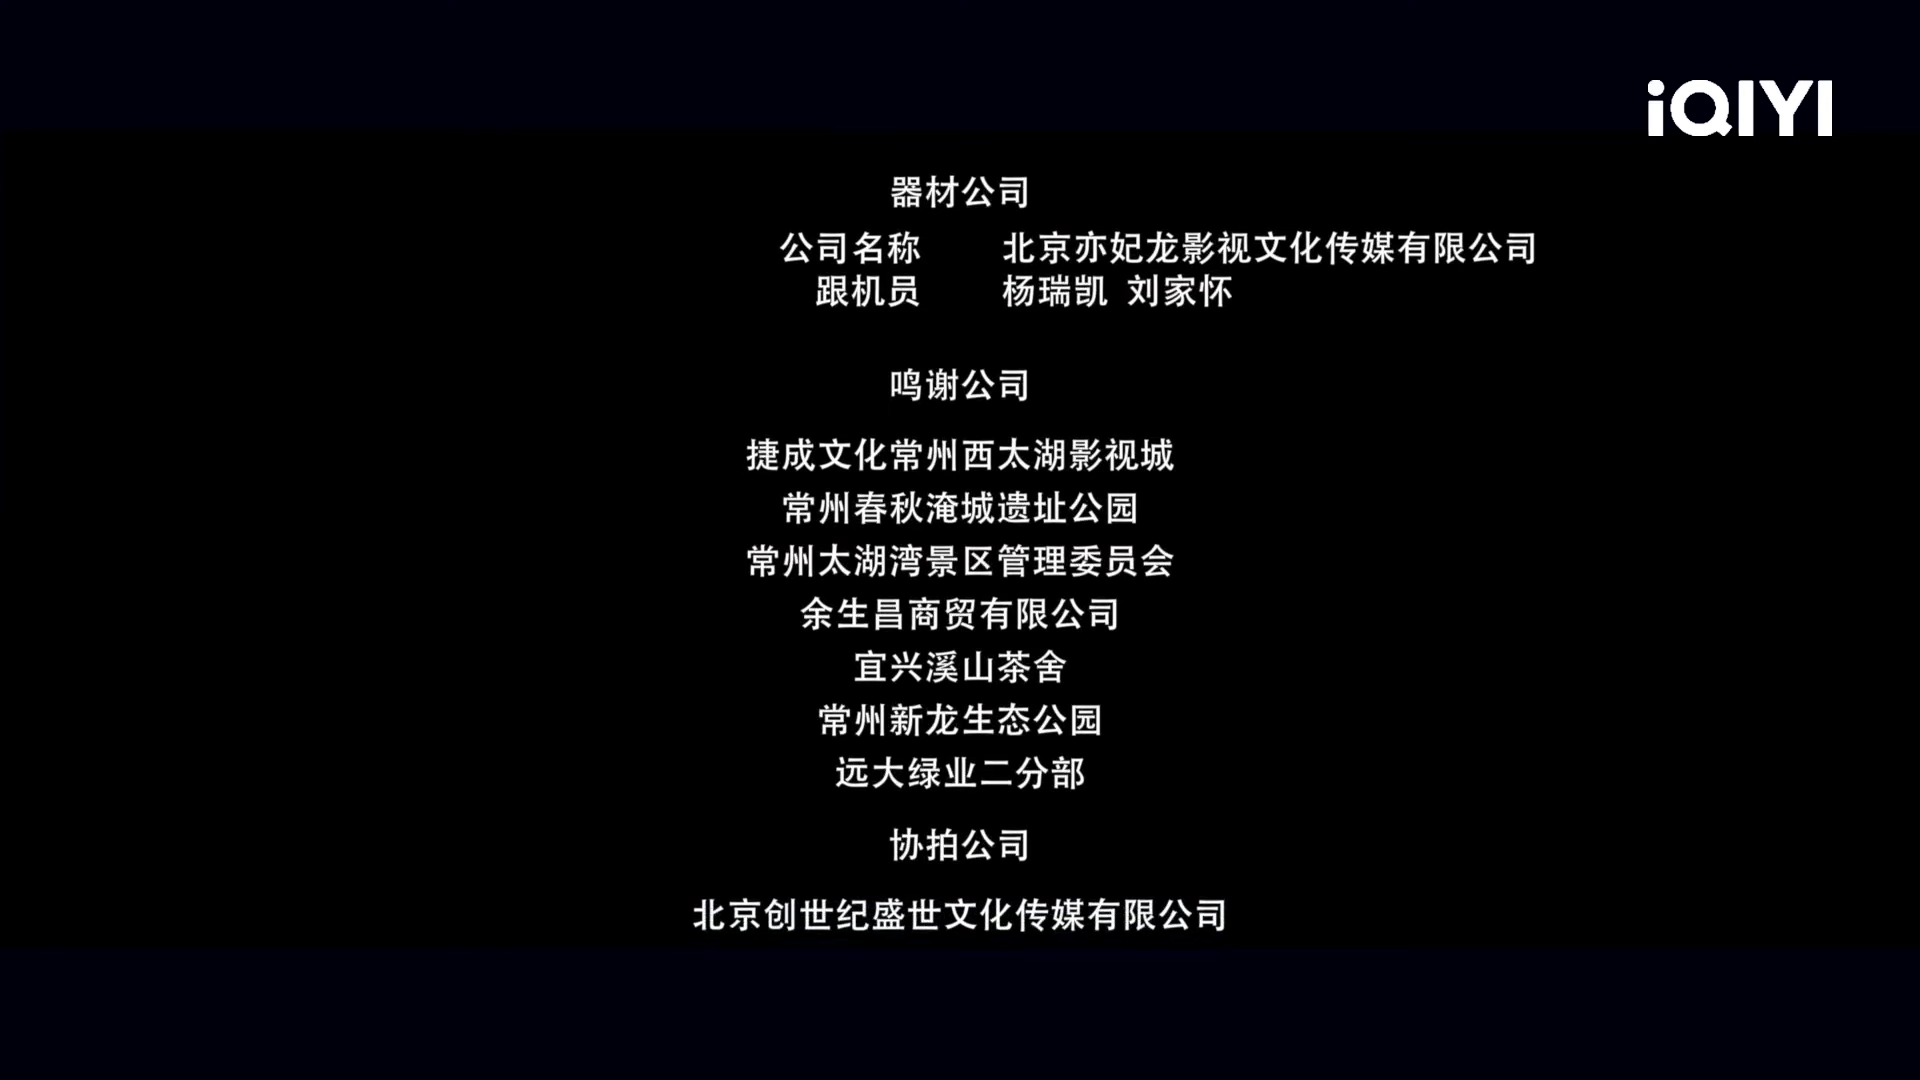 iQIYI
器材公司
公司名称 北京亦妃龙影视文化传媒有限公司
跟机员 杨瑞凯 刘家怀
鸣谢公司
捷成文化常州西太湖影视城
常州春秋淹城遗址公园
常州太湖湾景区管理委员会
余生昌商贸有限公司
宜兴溪山茶舍
常州新龙生态公园
远大绿业二分部
协拍公司
北京创世纪盛世文化传媒有限公司